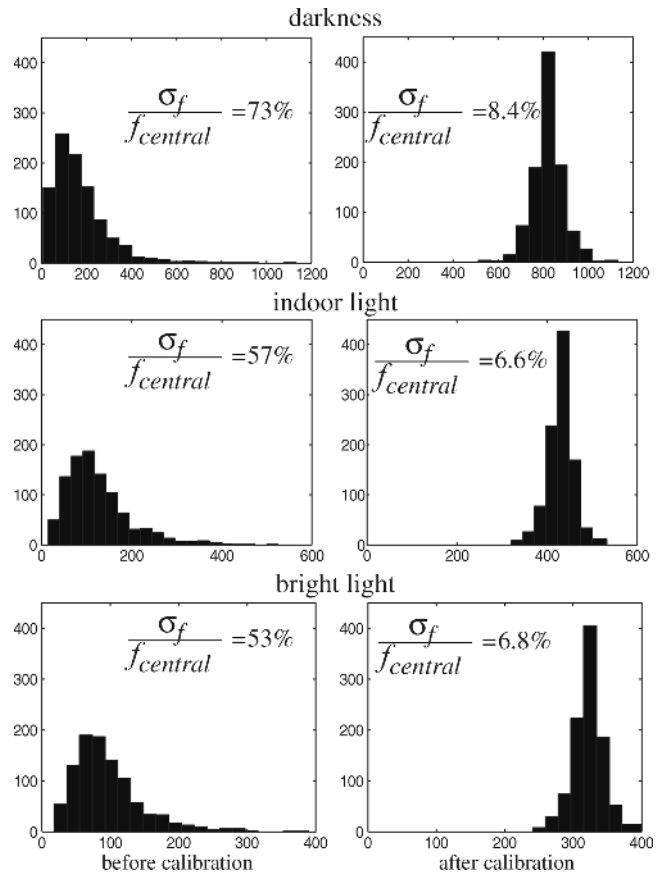 darkness
400
300
200
100
0
0 200 400 600 800 1000 1200
σf / fcentral =73%
400
300
200
100
0
0 200 400 600 800 1000 1200
σf / fcentral =8.4%
indoor light
400
300
200
100
0
0 200 400 600
σf / fcentral =57%
400
300
200
100
0
0 200 400 600
σf / fcentral =6.6%
bright light
400
300
200
100
0
0 100 200 300 400
σf / fcentral =53%
before calibration
400
300
200
100
0
0 100 200 300 400
σf / fcentral =6.8%
after calibration